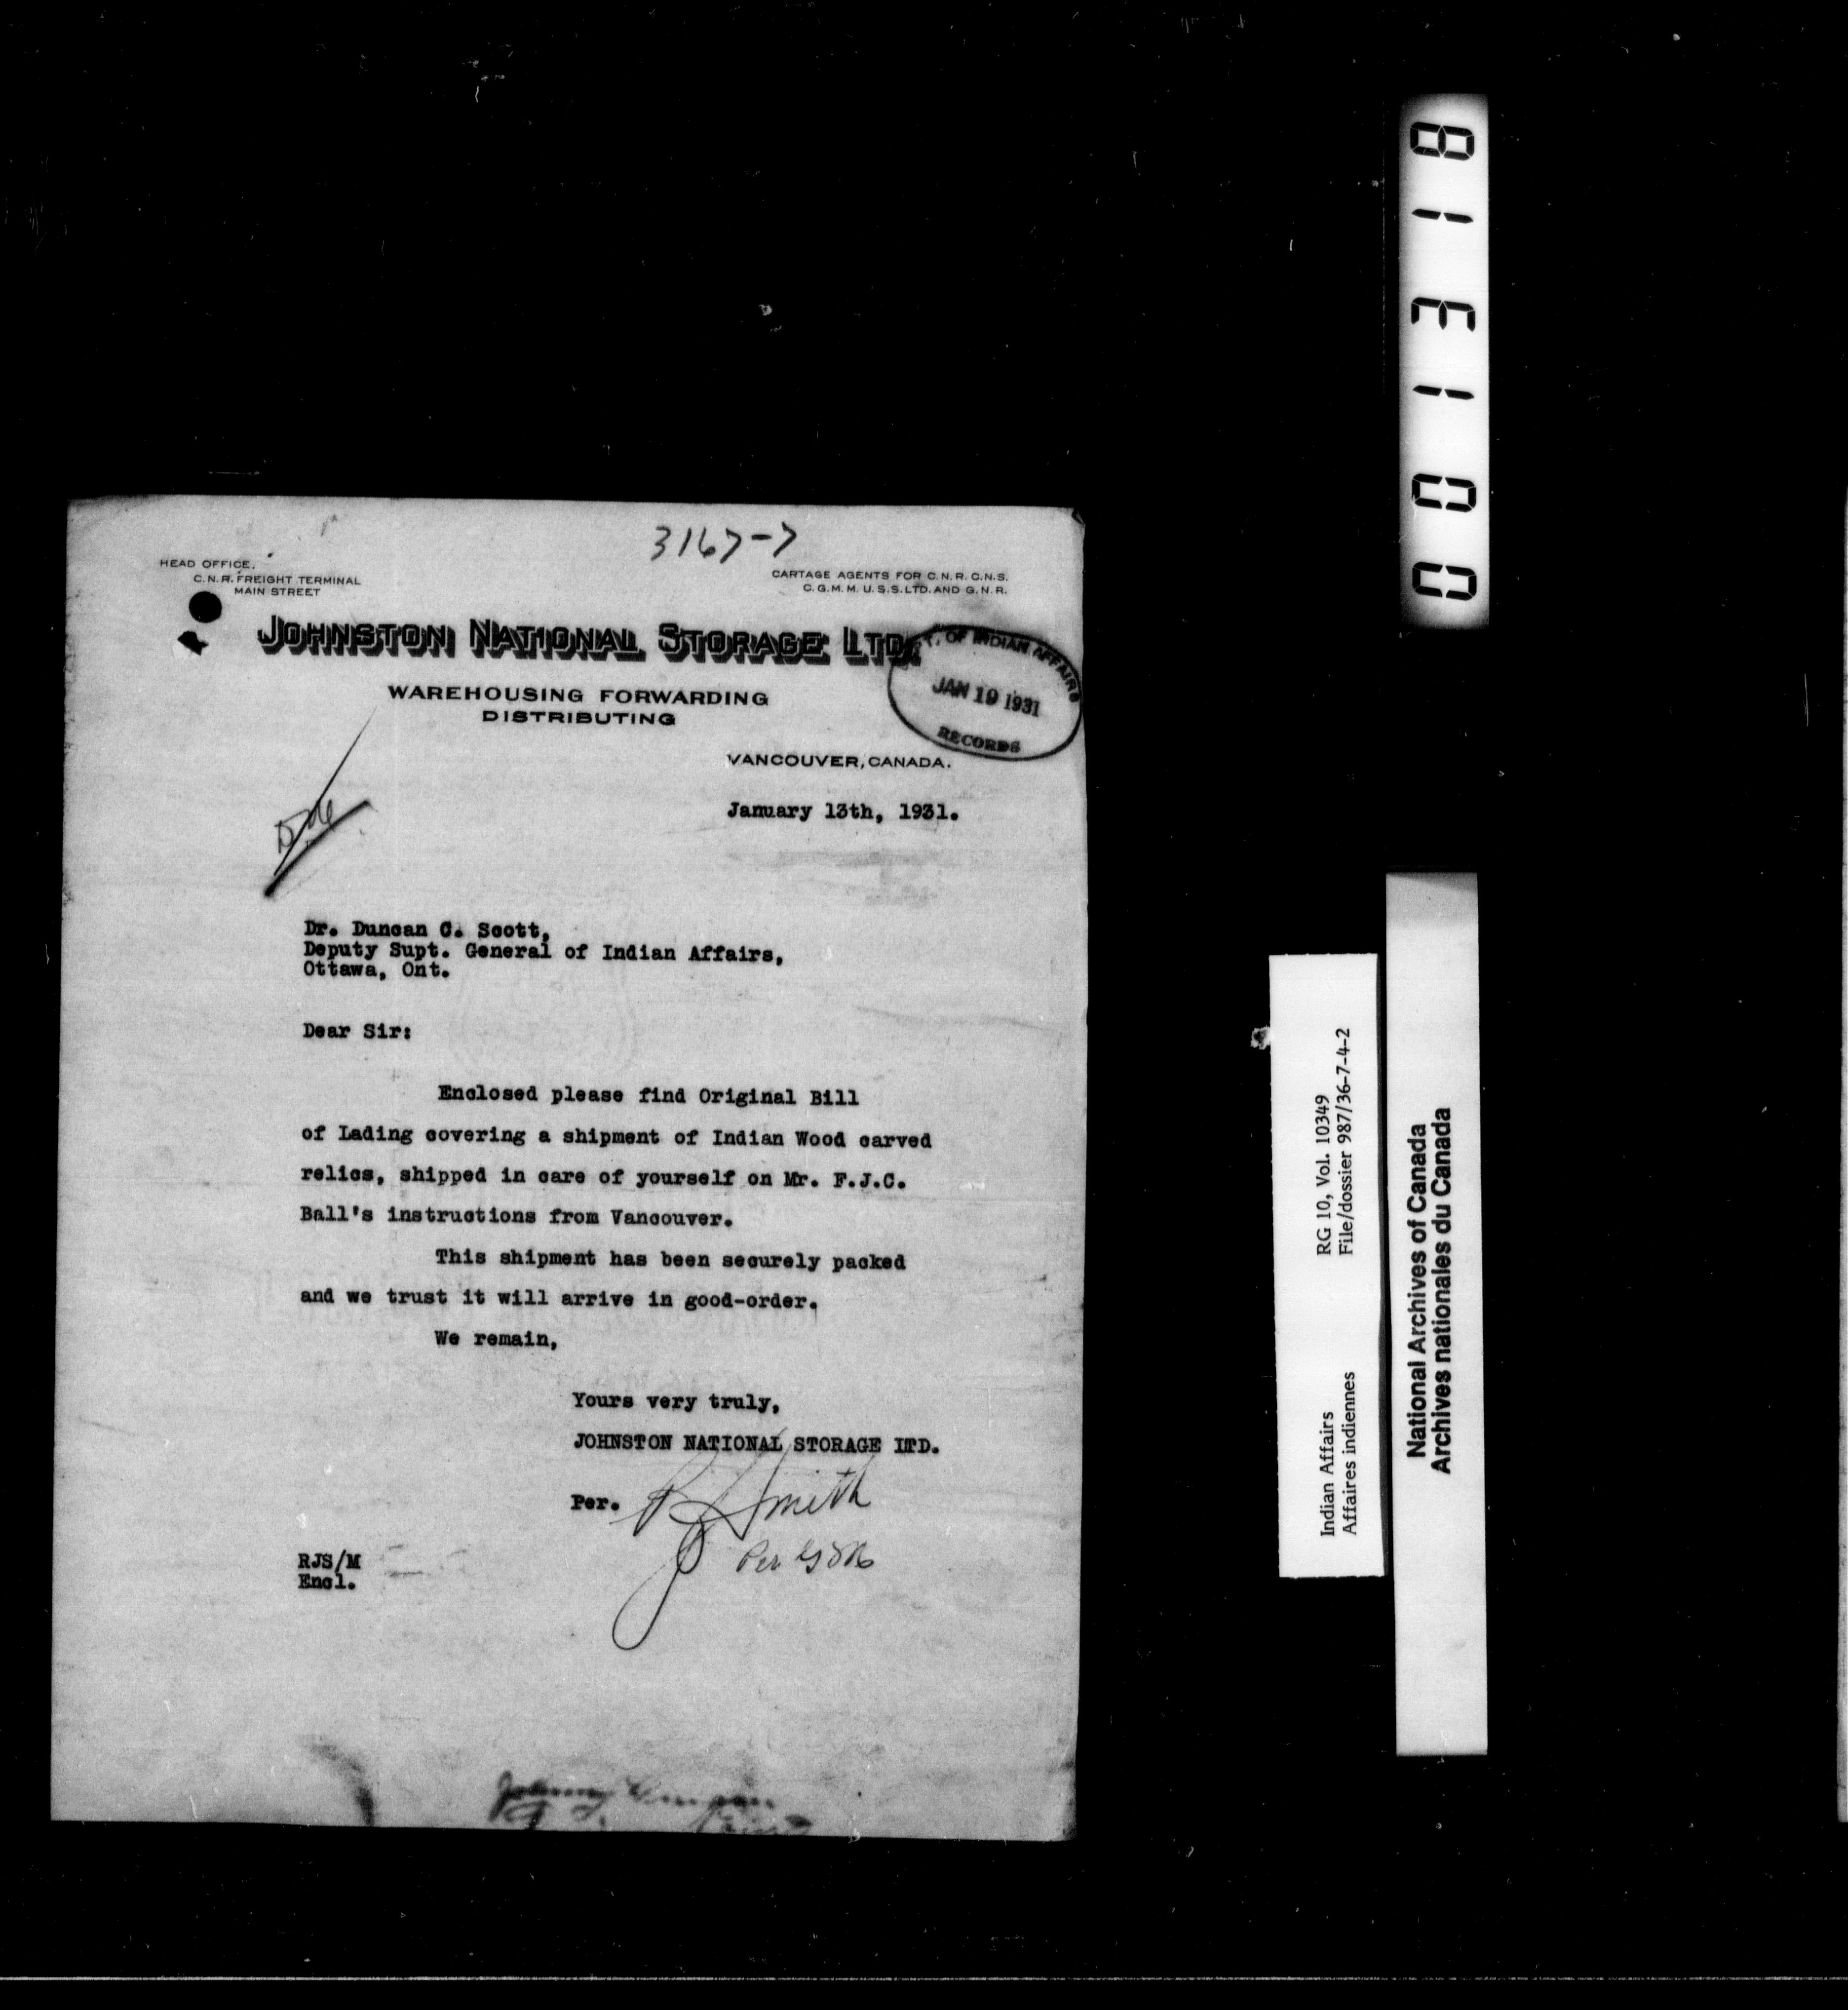 3167-7
HEAD OFFICE,
C.N.R. FREIGHT TERMINAL
MAIN STREET
CARTAGE AGENTS FOR C.N.R. C.N.S.
C.G.M.M. U.S.S. LTD. AND G.N.R.
JOHNSTON NATIONAL STORAGE LTD.
WAREHOUSING FORWARDING
DISTRIBUTING
T. OF INDIAN AFFAIRS
JAN 19 1931
RECORDS
VANCOUVER, CANADA.
January 13th, 1931.
Dr. Duncan C. Scott,
Deputy Supt. General of Indian Affairs,
Ottawa, Ont.
Dear Sir:
Enclosed please find Original Bill
of Lading covering a shipment of Indian Wood carved
relics, shipped in care of yourself on Mr. F.J.C.
Ball's instructions from Vancouver.
This shipment has been securely packed
and we trust it will arrive in good-order.
We remain,
Yours very truly,
JOHNSTON NATIONAL STORAGE LTD.
Per. RJSmith
Per
RJS/M
Encl.
001318
Indian Affairs RG 10, Vol. 10349
Affaires indiennes File/dossier 987/36-7-4-2
National Archives of Canada
Archives nationales du Canada